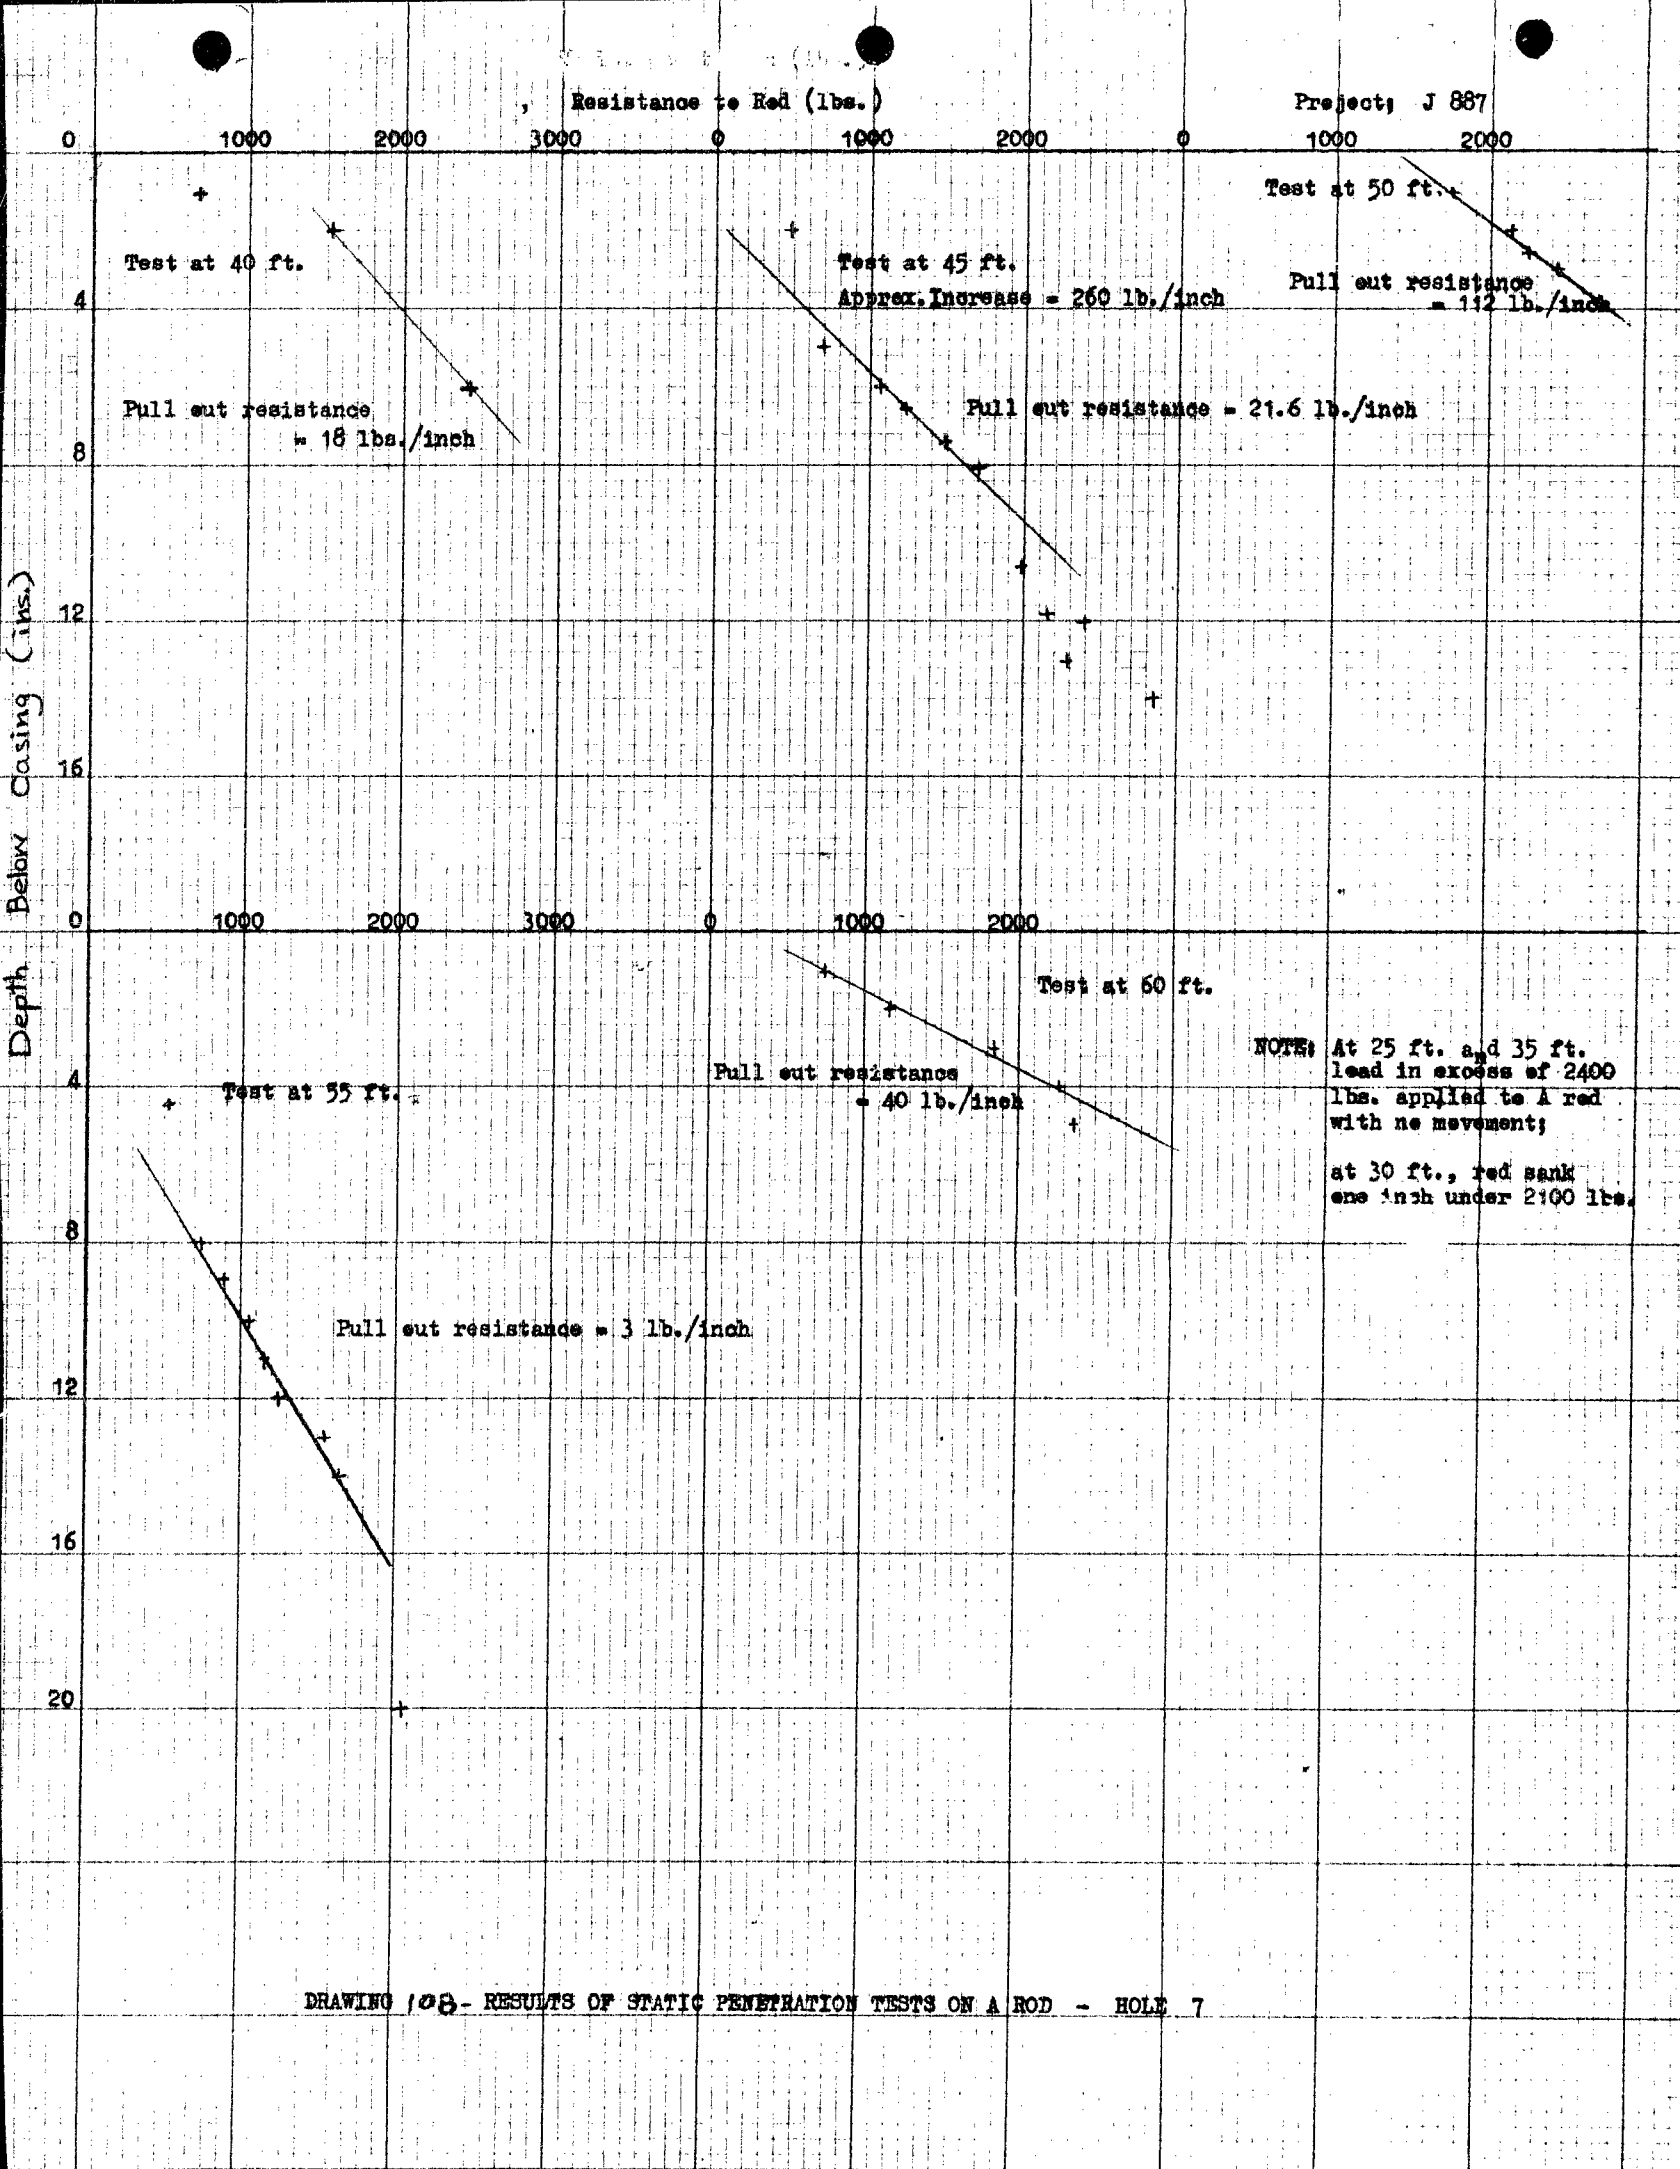 Resistance to Rod (lbs.)
Project: J 887
0 1000 2000 3000 0 1000 2000 0 1000 2000
Test at 50 ft.
Test at 40 ft.
Test at 45 ft.
Approx.Increase = 260 lb./inch
Pull out resistance
= 112 lb./inch
4
Pull out resistance
= 18 lbs./inch
Pull out resistance = 21.6 lb./inch
8
12
16
Depth Below Casing (ins.)
0 1000 2000 3000 0 1000 2000
Test at 60 ft.
NOTE: At 25 ft. and 35 ft.
load in excess of 2400
lbs. applied to A rod
with no movement;
at 30 ft., rod sank
one inch under 2100 lbs.
Pull out resistance
= 40 lb./inch
4
Test at 55 ft.
8
Pull out resistance = 3 lb./inch
12
16
20
DRAWING 108- RESULTS OF STATIC PENETRATION TESTS ON A ROD - HOLE 7